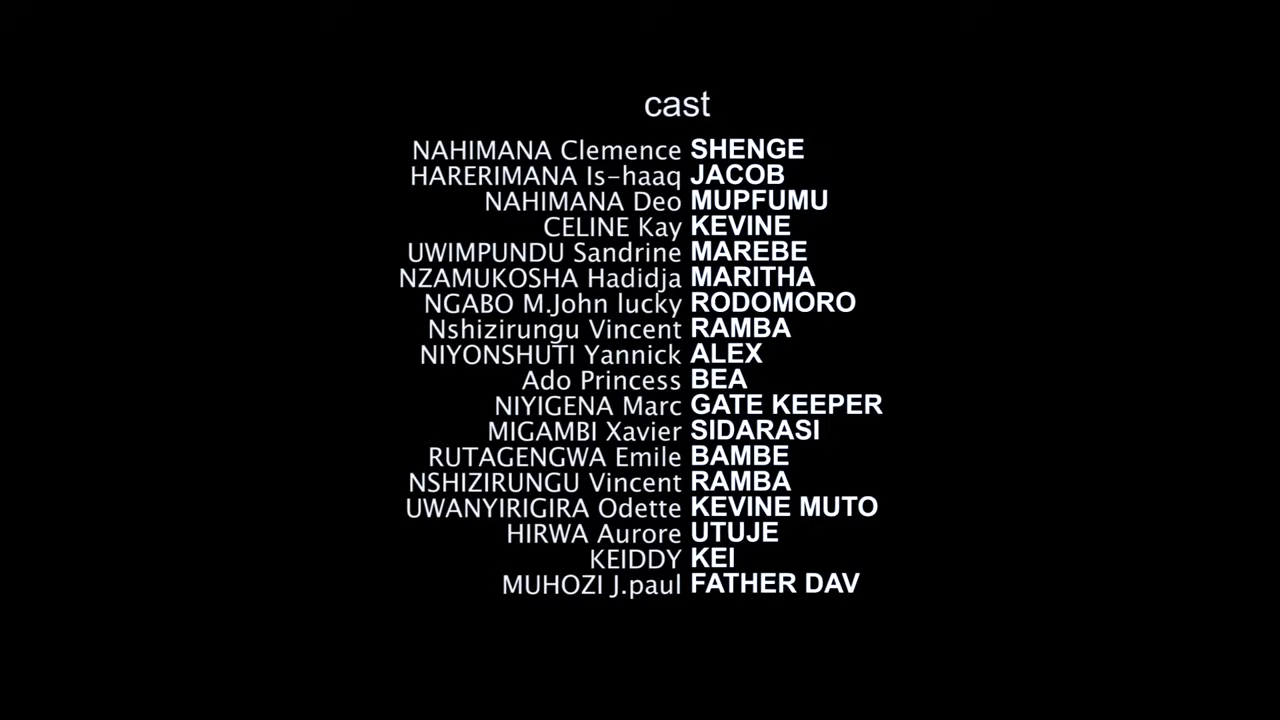 cast
NAHIMANA Clemence SHENGE
HARERIMANA Is-haaq JACOB
NAHIMANA Deo MUPFUMU
CELINE Kay KEVINE
UWIMPUNDU Sandrine MAREBE
NZAMUKOSHA Hadidja MARITHA
NGABO M.John lucky RODOMORO
Nshizirungu Vincent RAMBA
NIYONSHUTI Yannick ALEX
Ado Princess BEA
NIYIGENA Marc GATE KEEPER
MIGAMBI Xavier SIDARASI
RUTAGENGWA Emile BAMBE
NSHIZIRUNGU Vincent RAMBA
UWANYIRIGIRA Odette KEVINE MUTO
HIRWA Aurore UTUJE
KEIDDY KEI
MUHOZI J.paul FATHER DAV